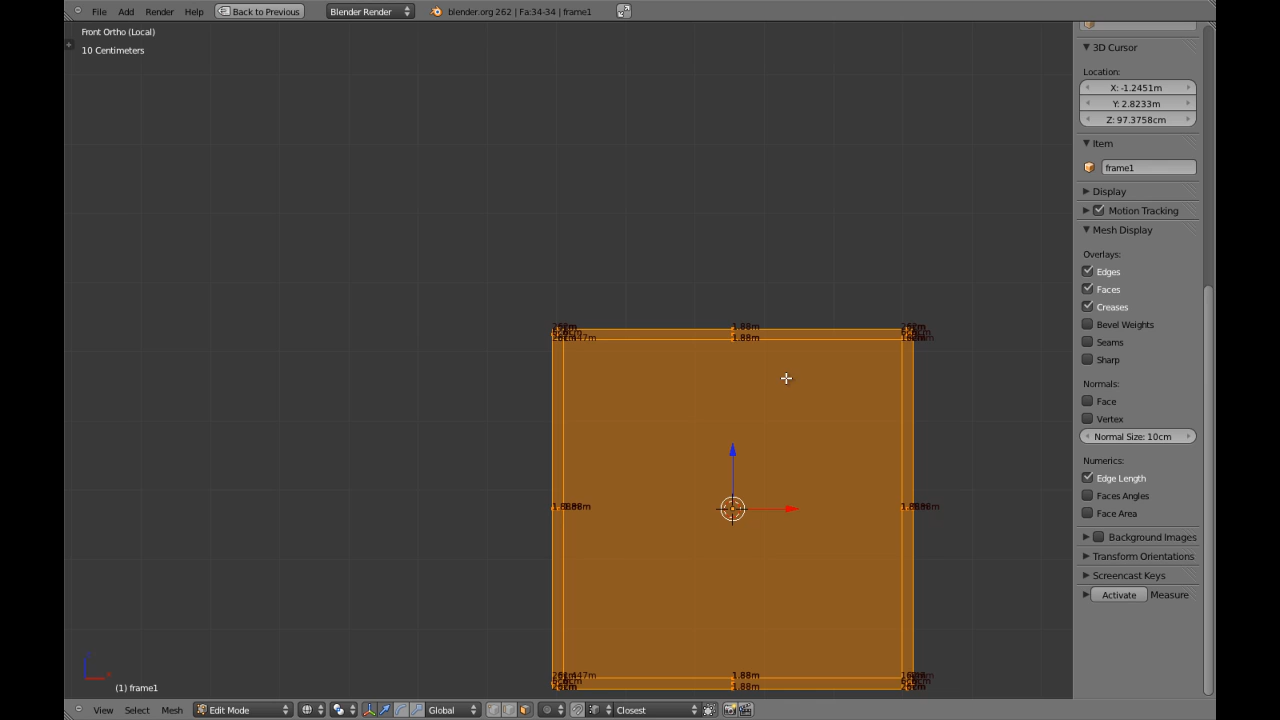 File Add Render Help Back to Previous Blender Render blender.org 262 | Fa:34-34 | frame1
Front Ortho (Local)
10 Centimeters
3D Cursor
Location:
X: -1.2451m
Y: 2.8233m
Z: 97.3758cm
Item
frame1
Display
Motion Tracking
Mesh Display
Overlays:
Edges
Faces
Creases
Bevel Weights
Seams
Sharp
Normals:
Face
Vertex
Normal Size: 10cm
Numerics:
Edge Length
Faces Angles
Face Area
Background Images
Transform Orientations
Screencast Keys
Activate Measure
1.88m
1.88m
1.88m
1.88m
(1) frame1
View Select Mesh Edit Mode Global Closest